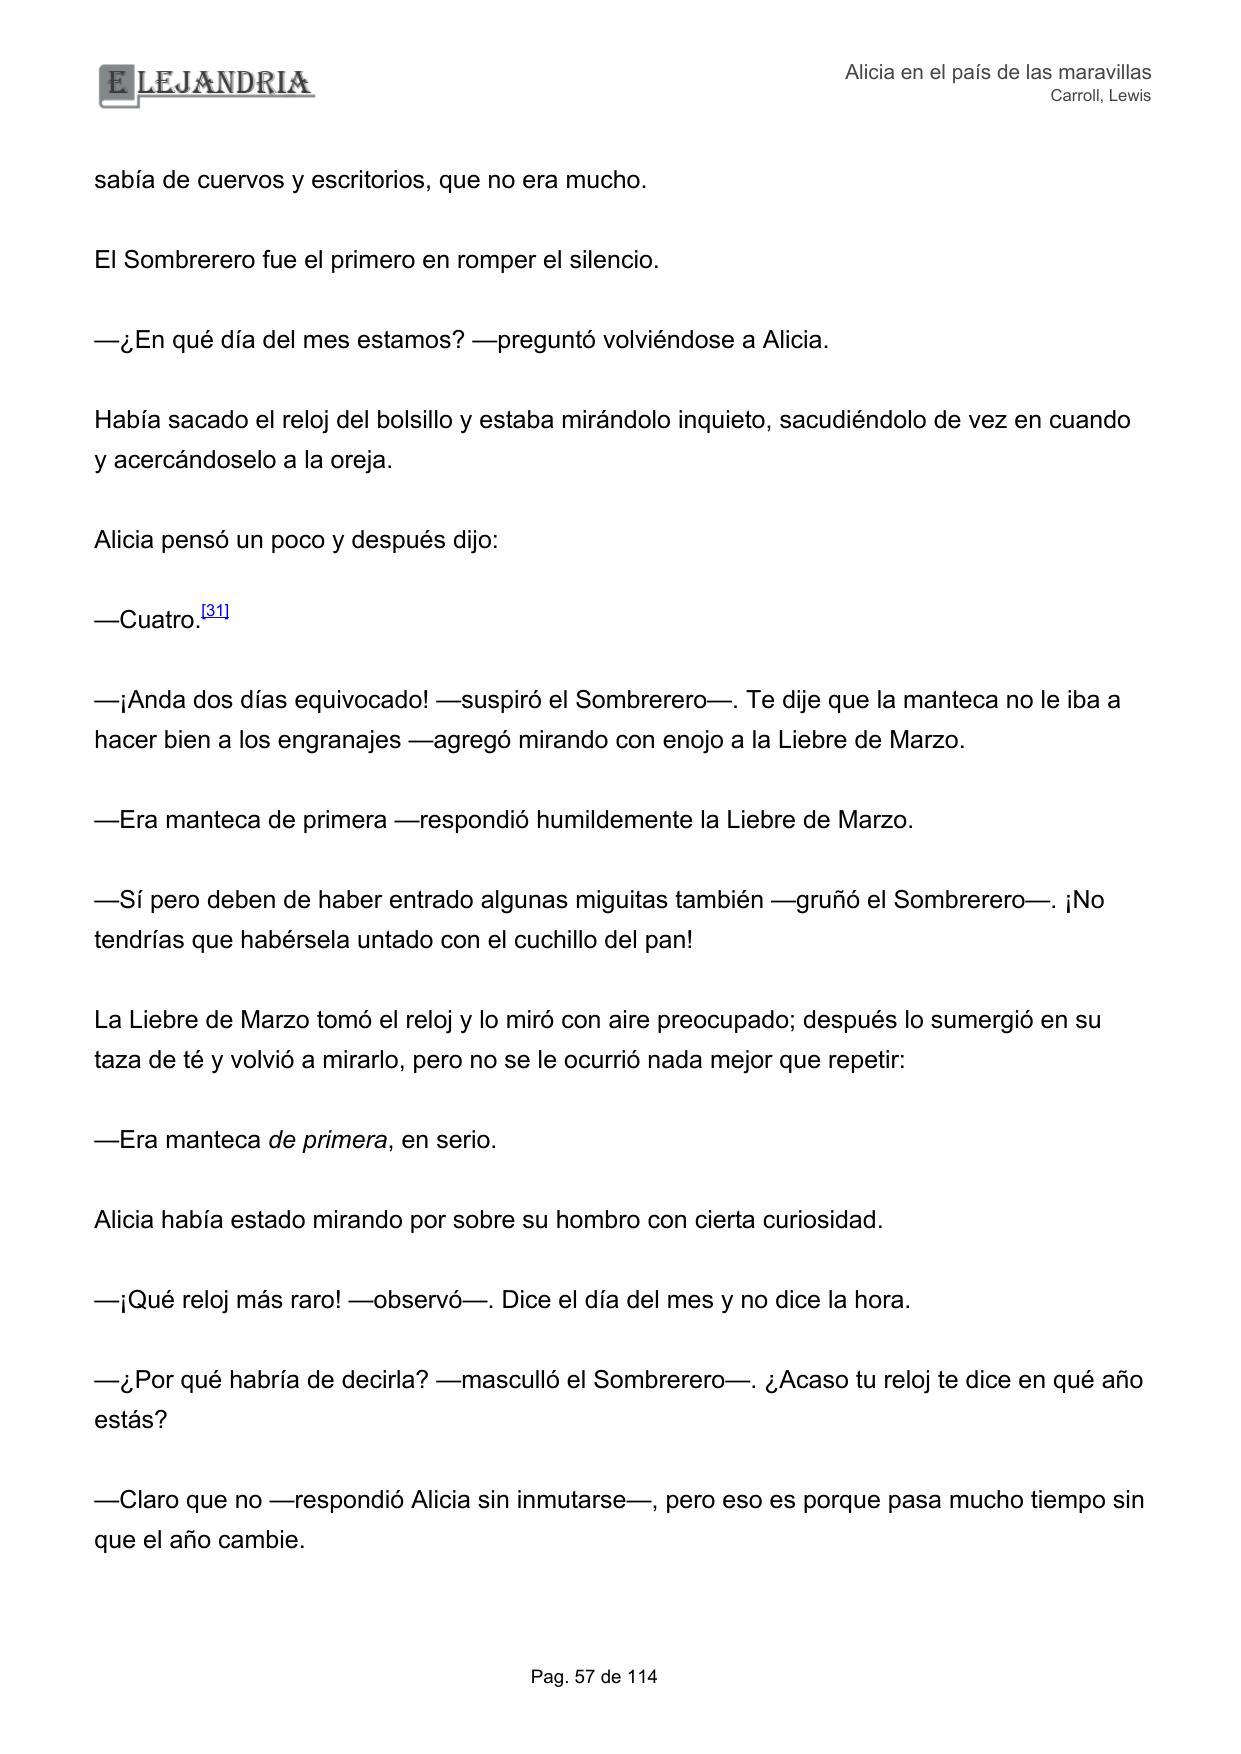 ELEJANDRIA
Alicia en el país de las maravillas
Carroll, Lewis
sabía de cuervos y escritorios, que no era mucho.
El Sombrerero fue el primero en romper el silencio.
—¿En qué día del mes estamos? —preguntó volviéndose a Alicia.
Había sacado el reloj del bolsillo y estaba mirándolo inquieto, sacudiéndolo de vez en cuando
y acercándoselo a la oreja.
Alicia pensó un poco y después dijo:
—Cuatro.[31]
—¡Anda dos días equivocado! —suspiró el Sombrerero—. Te dije que la manteca no le iba a
hacer bien a los engranajes —agregó mirando con enojo a la Liebre de Marzo.
—Era manteca de primera —respondió humildemente la Liebre de Marzo.
—Sí pero deben de haber entrado algunas miguitas también —gruñó el Sombrerero—. ¡No
tendrías que habérsela untado con el cuchillo del pan!
La Liebre de Marzo tomó el reloj y lo miró con aire preocupado; después lo sumergió en su
taza de té y volvió a mirarlo, pero no se le ocurrió nada mejor que repetir:
—Era manteca de primera, en serio.
Alicia había estado mirando por sobre su hombro con cierta curiosidad.
—¡Qué reloj más raro! —observó—. Dice el día del mes y no dice la hora.
—¿Por qué habría de decirla? —masculló el Sombrerero—. ¿Acaso tu reloj te dice en qué año
estás?
—Claro que no —respondió Alicia sin inmutarse—, pero eso es porque pasa mucho tiempo sin
que el año cambie.
Pag. 57 de 114